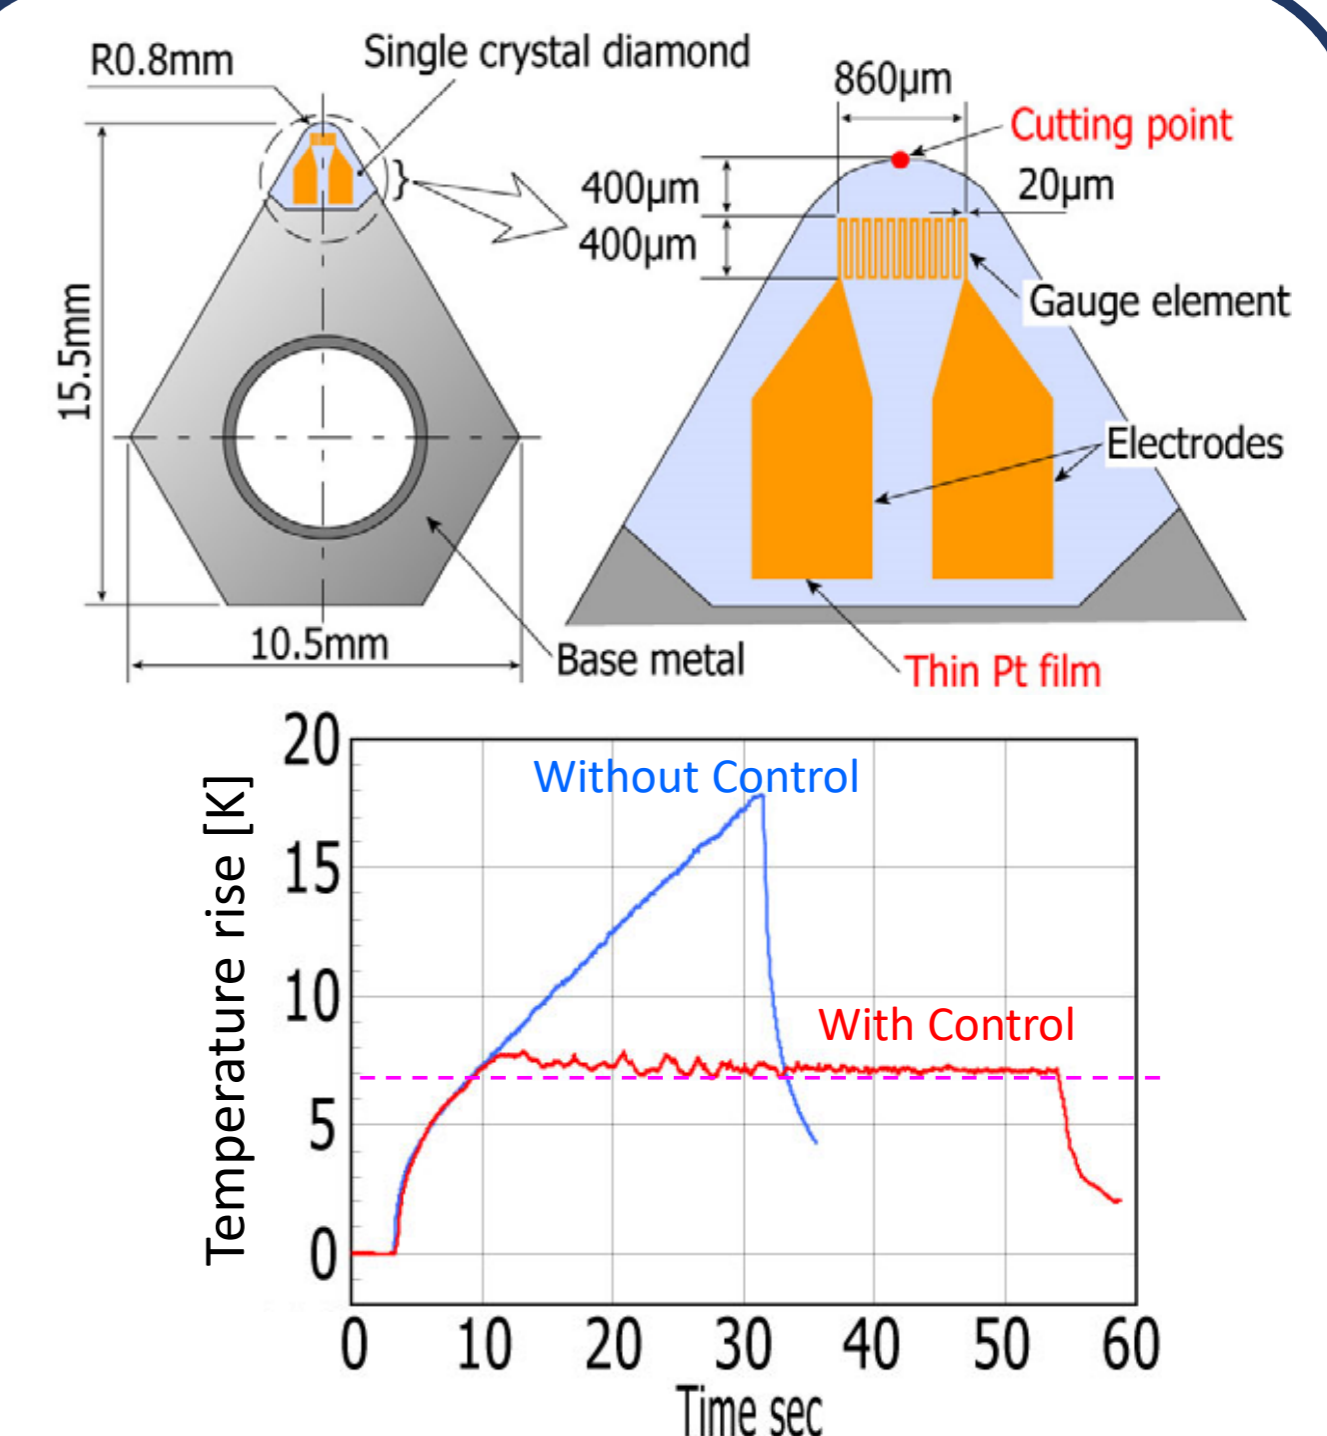 R0.8mm
Single crystal diamond
15.5mm
10.5mm
Base metal
860μm
Cutting point
400μm
20μm
400μm
Gauge element
Electrodes
Thin Pt film
Temperature rise [K]
20
15
10
5
0
Without Control
With Control
0 10 20 30 40 50 60
Time sec